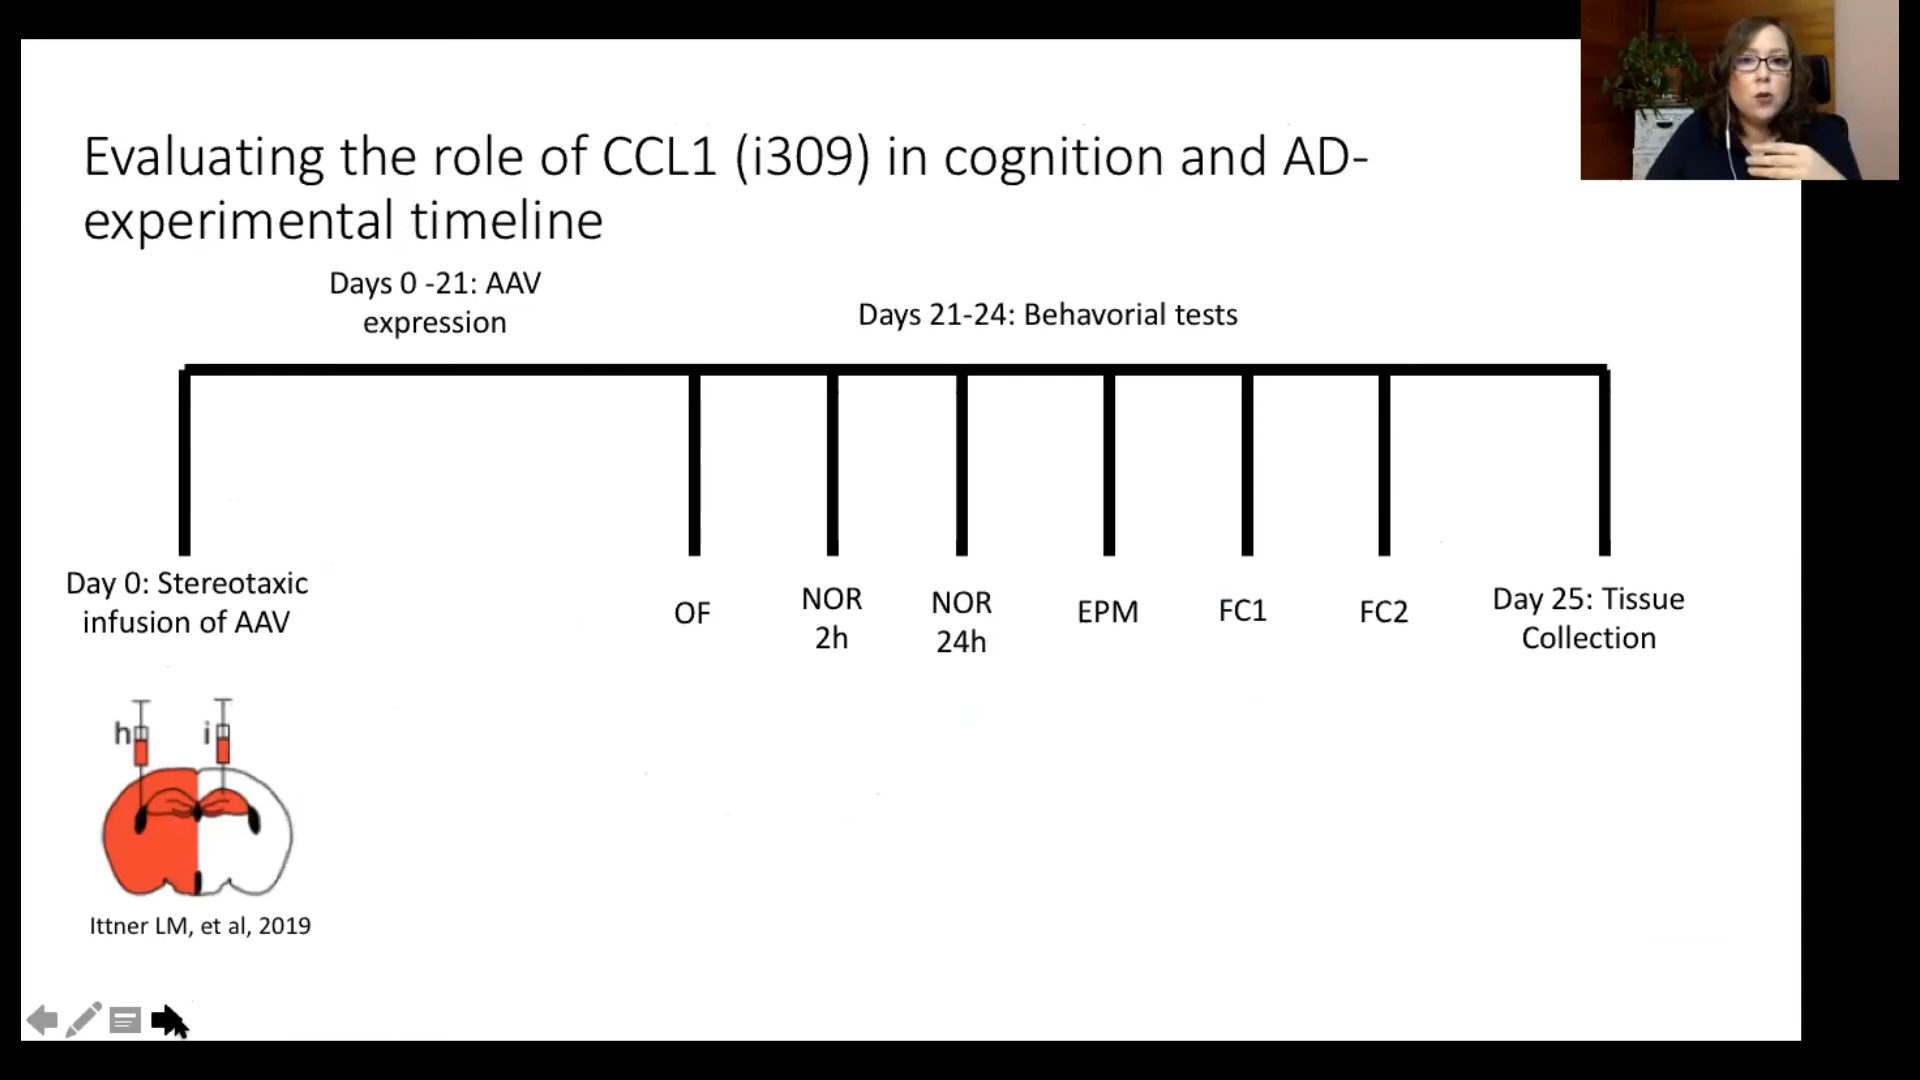 Evaluating the role of CCL1 (i309) in cognition and AD-
experimental timeline
Days 0 -21: AAV
expression
Days 21-24: Behavorial tests
Day 0: Stereotaxic
infusion of AAV
OF
NOR
2h
NOR
24h
EPM
FC1
FC2
Day 25: Tissue
Collection
h
i
Ittner LM, et al, 2019